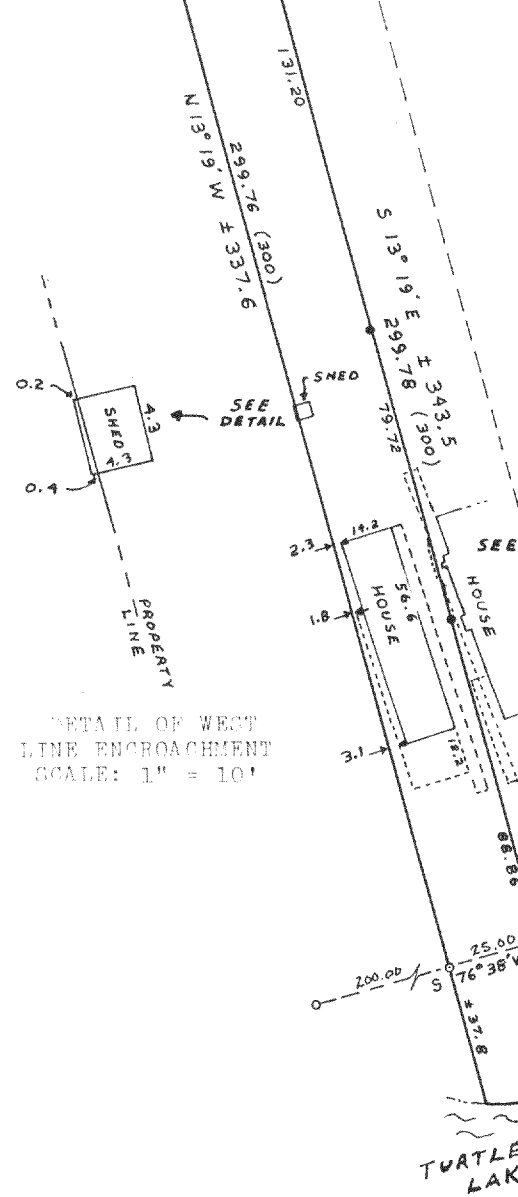 131.20
N 13° 19' W ± 337.6
299.76 (300)
S 13° 19' E ± 343.5
299.78 (300)
SHED
0.2
SHED
4.3
4.3
0.4
SEE
DETAIL
79.72
14.2
2.3
SEE
HOUSE
56.6
HOUSE
1.8
PROPERTY
LINE
DETAIL OF WEST
LINE ENCROACHMENT
SCALE: 1" = 10'
3.1
88.86
25.00
200.00
S 76° 38' W
± 37.8
TURTLE
LAK